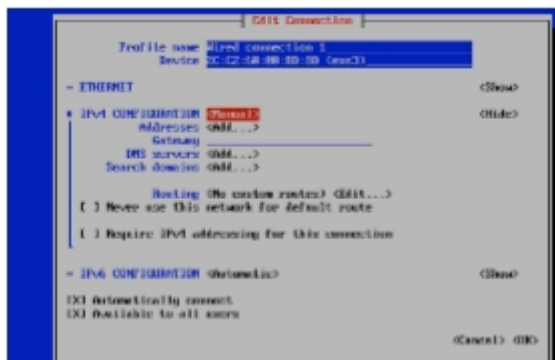 Edit Connection
Profile name Wired connection 1
Device (ens3)
ETHERNET <Show>
IPv4 CONFIGURATION <Manual> <Hide>
Addresses <Add...>
Gateway
DNS servers <Add...>
Search domains <Add...>
Routing (No custom routes) <Edit...>
[ ] Never use this network for default route
[ ] Require IPv4 addressing for this connection
IPv6 CONFIGURATION <Automatic> <Show>
[X] Automatically connect
[X] Available to all users
<Cancel> <OK>